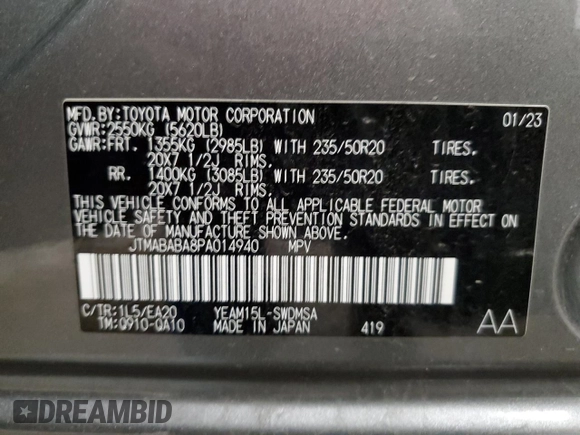 MFD.BY:TOYOTA MOTOR CORPORATION 01/23
GVWR:2550KG (5620LB)
GAWR:FRT. 1355KG (2985LB) WITH 235/50R20 TIRES.
20X7 1/2J RIMS.
RR. 1400KG (3085LB) WITH 235/50R20 TIRES.
20X7 1/2J RIMS.
THIS VEHICLE CONFORMS TO ALL APPLICABLE FEDERAL MOTOR
VEHICLE SAFETY AND THEFT PREVENTION STANDARDS IN EFFECT ON
THE DATE OF MANUFACTURE SHOWN ABOVE.
JTMABABA8PA014940 MPV
C/TR:1L5/EA20 YEAM15L-SWDMSA
TM:Q910-QA10 MADE IN JAPAN 419 AA
DREAMBID